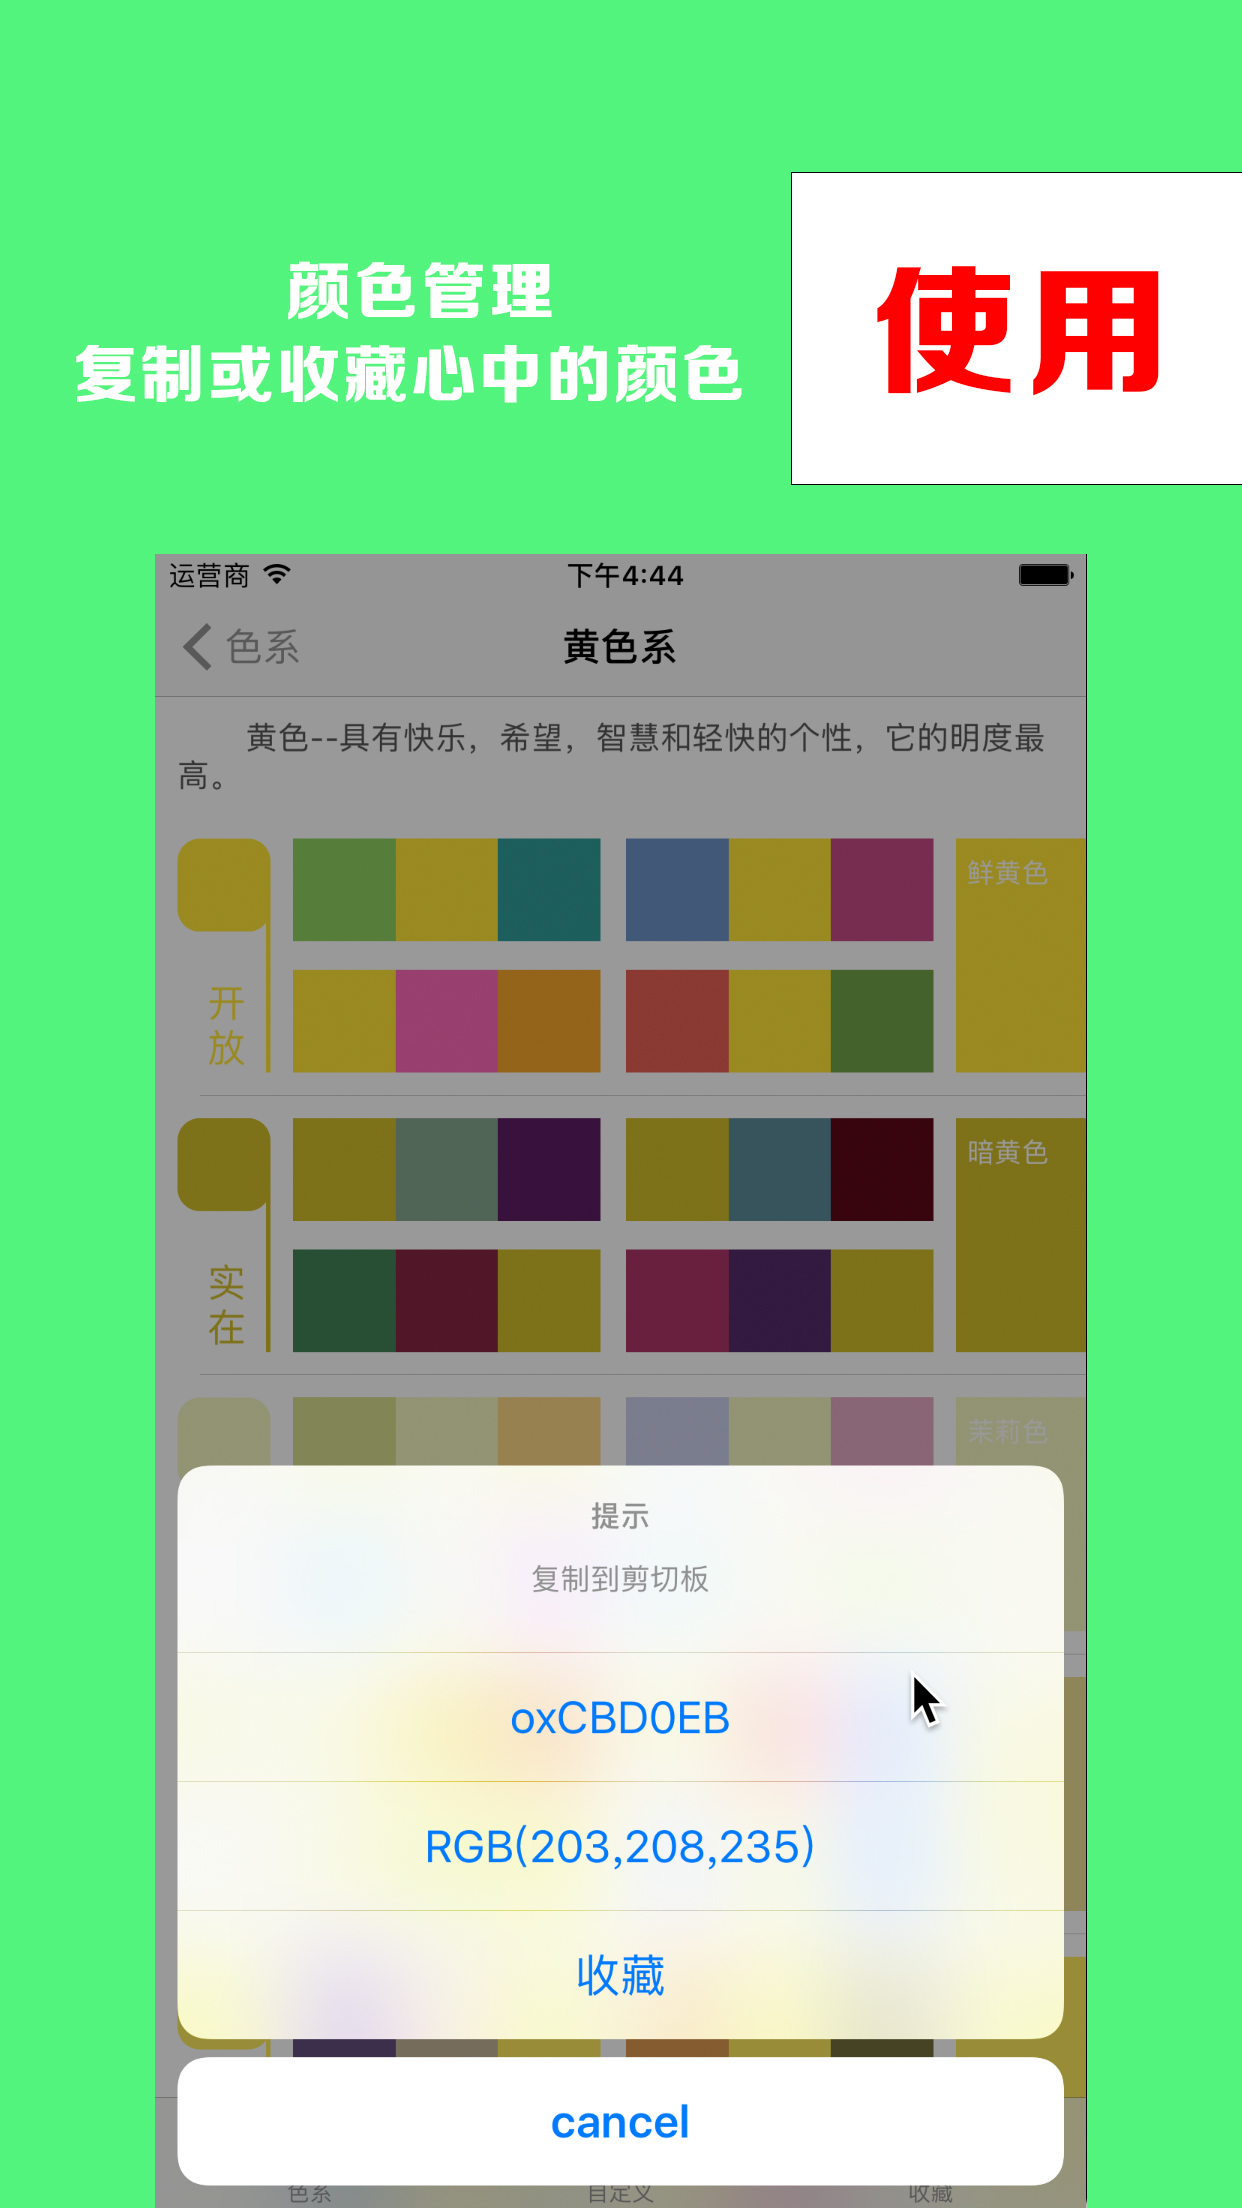 颜色管理
复制或收藏心中的颜色
使用
运营商
下午4:44
色系
黄色系
黄色--具有快乐，希望，智慧和轻快的个性，它的明度最
高。
开放
鲜黄色
实在
暗黄色
茉莉色
提示
复制到剪切板
oxCBD0EB
RGB(203,208,235)
收藏
cancel
色系
自定义
收藏